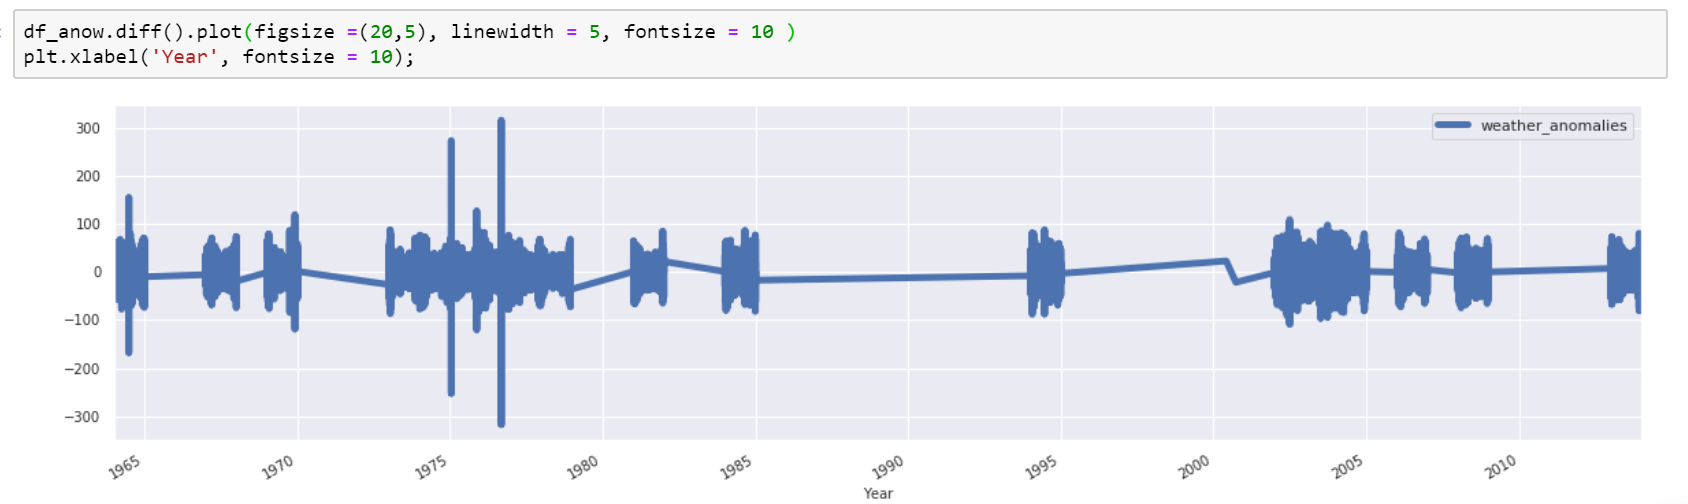 df_anow.diff().plot(figsize =(20,5), linewidth = 5, fontsize = 10 )
plt.xlabel('Year', fontsize = 10);
weather_anomalies
300
200
100
0
−100
−200
−300
1965 1970 1975 1980 1985 1990 1995 2000 2005 2010
Year